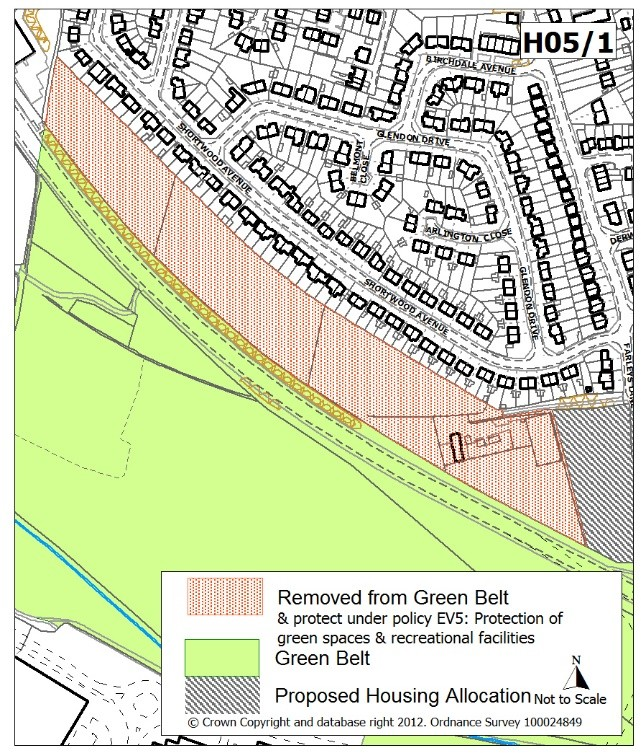 H05/1
BIRCHDALE AVENUE
GLENDON DRIVE
SHORTWOOD AVENUE
BELMONT
CLOSE
ARLINGTON CLOSE
DERW
GLENDON DRIVE
SHORTWOOD AVENUE
Removed from Green Belt
& protect under policy EV5: Protection of
green spaces & recreational facilities
Green Belt
Proposed Housing Allocation
N
Not to Scale
© Crown Copyright and database right 2012. Ordnance Survey 100024849